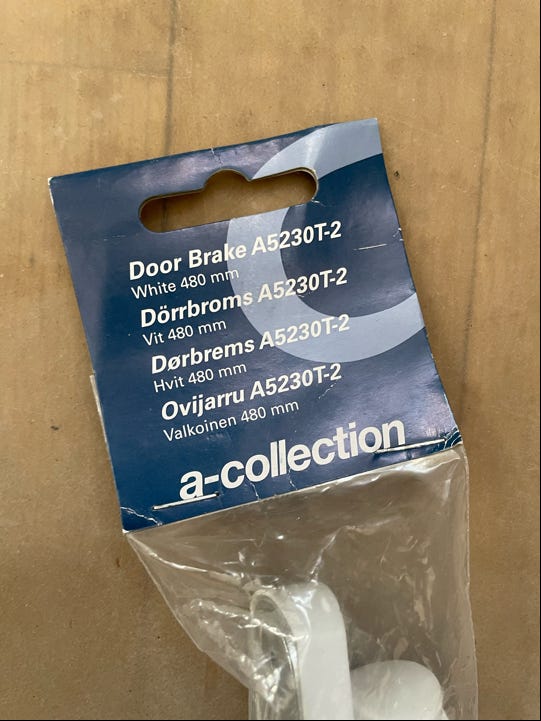 Door Brake A5230T-2
White 480 mm
Dörrbroms A5230T-2
Vit 480 mm
Dørbrems A5230T-2
Hvit 480 mm
Ovijarru A5230T-2
Valkoinen 480 mm
a-collection